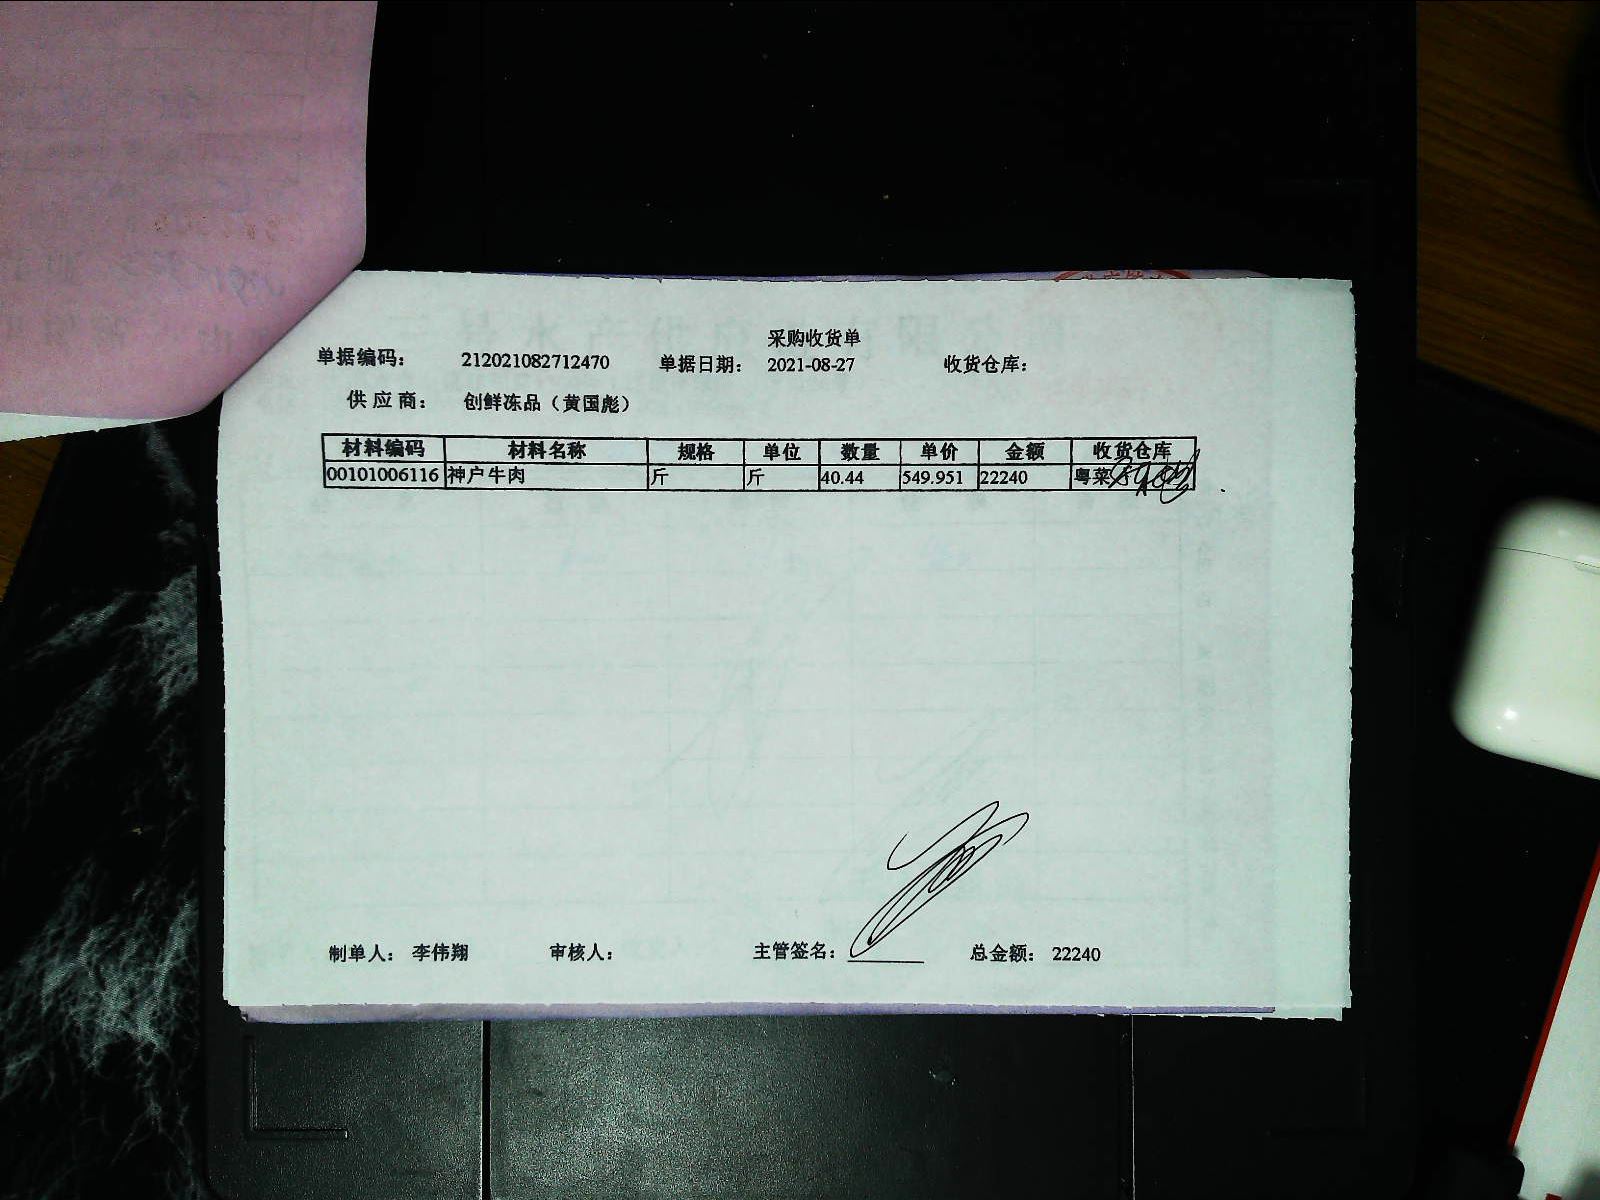 采购收货单
单据编码： 212021082712470 单据日期： 2021-08-27 收货仓库：
供应商： 创鲜冻品（黄国彪）
材料编码 材料名称 规格 单位 数量 单价 金额 收货仓库
00101006116 神户牛肉 斤 斤 40.44 549.951 22240 粤菜
制单人： 李伟翔 审核人： 主管签名： 总金额： 22240